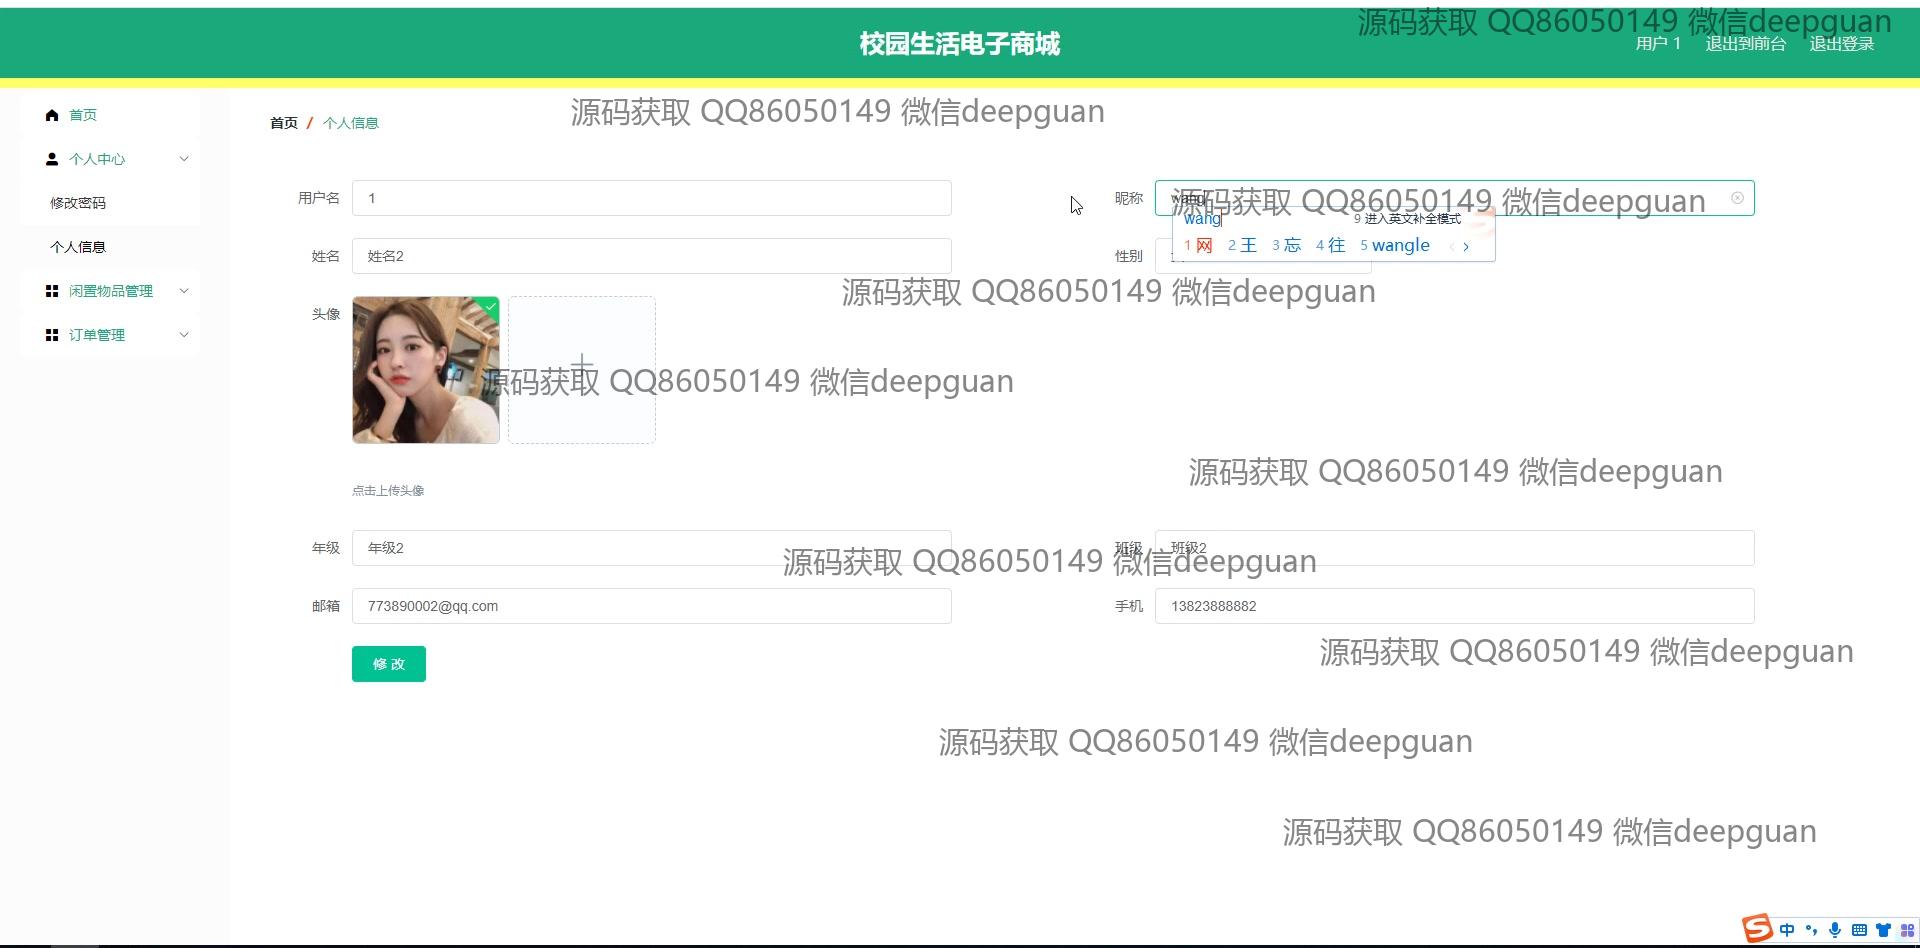 源码获取 QQ86050149 微信deepguan
校园生活电子商城
用户 1 退出到前台 退出登录
首页
个人中心
修改密码
个人信息
闲置物品管理
订单管理
源码获取 QQ86050149 微信deepguan
首页 / 个人信息
用户名 1
昵称 wang
源码获取 QQ86050149 微信deepguan
wang 9 进入英文补全模式
1 网 2 王 3 忘 4 往 5 wangle
姓名 姓名2
性别
源码获取 QQ86050149 微信deepguan
头像
源码获取 QQ86050149 微信deepguan
源码获取 QQ86050149 微信deepguan
点击上传头像
年级 年级2
班级 班级2
源码获取 QQ86050149 微信deepguan
邮箱 773890002@qq.com
手机 13823888882
源码获取 QQ86050149 微信deepguan
修 改
源码获取 QQ86050149 微信deepguan
源码获取 QQ86050149 微信deepguan
中